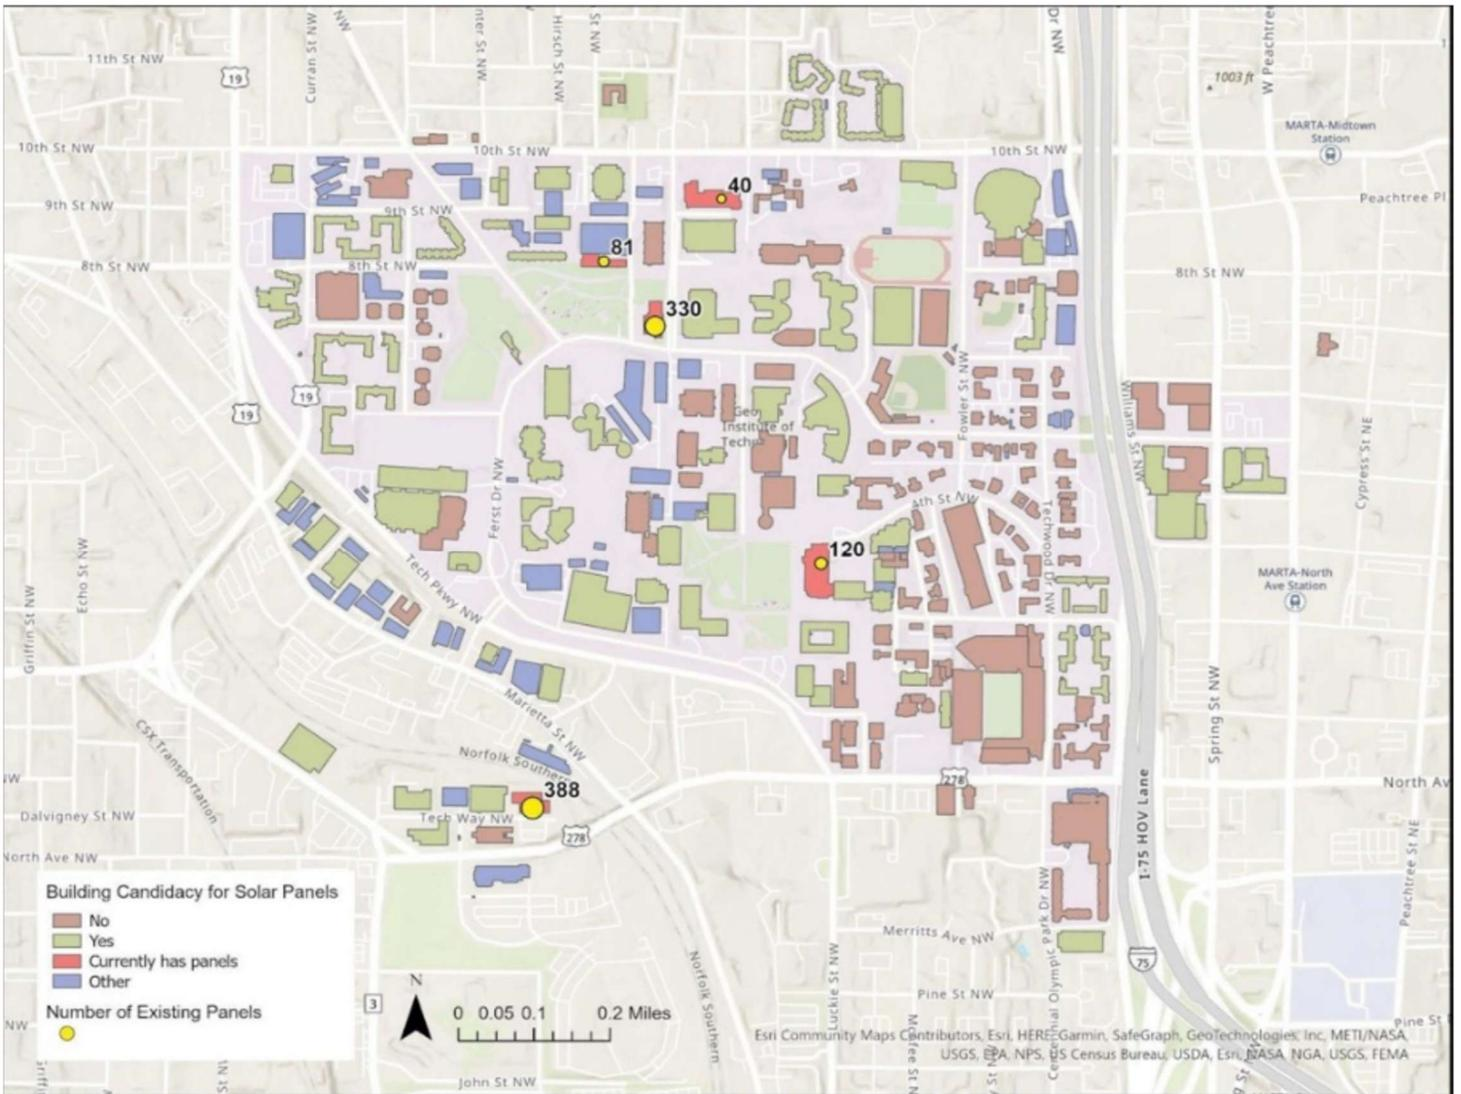 11th St NW
19
Curran St NW
NW
Hirsch St NW
St NW
Dr NW
1003 ft
W Peachtree
MARTA-Midtown
Station
10th St NW
10th St NW
10th St NW
9th St NW
9th St NW
40
Peachtree Pl
81
8th St NW
8th St NW
8th St NW
330
19
19
Fowler St NW
Williams St NW
Institute of
Cypress St NE
Ferst Dr NW
4th St NW
Techwood Dr NW
120
MARTA-North
Ave Station
Echo St NW
Griffin St NW
Tech Pkwy NW
Marietta St NW
Spring St NW
CSX Transportation
Norfolk Southern
278
North Av
388
Dalvigney St NW
Tech Way NW
278
I-75 HOV Lane
North Ave NW
Peachtree St NE
Building Candidacy for Solar Panels
No
Yes
Currently has panels
Other
Number of Existing Panels
Merritts Ave NW
Centennial Olympic Park Dr NW
75
Norfolk Southern
Luckie St NW
Pine St NW
3
N
0 0.05 0.1 0.2 Miles
NW
Pine St
Esri Community Maps Contributors, Esri, HERE, Garmin, SafeGraph, GeoTechnologies, Inc, METI/NASA,
USGS, EPA, NPS, US Census Bureau, USDA, Esri, NASA, NGA, USGS, FEMA
John St NW